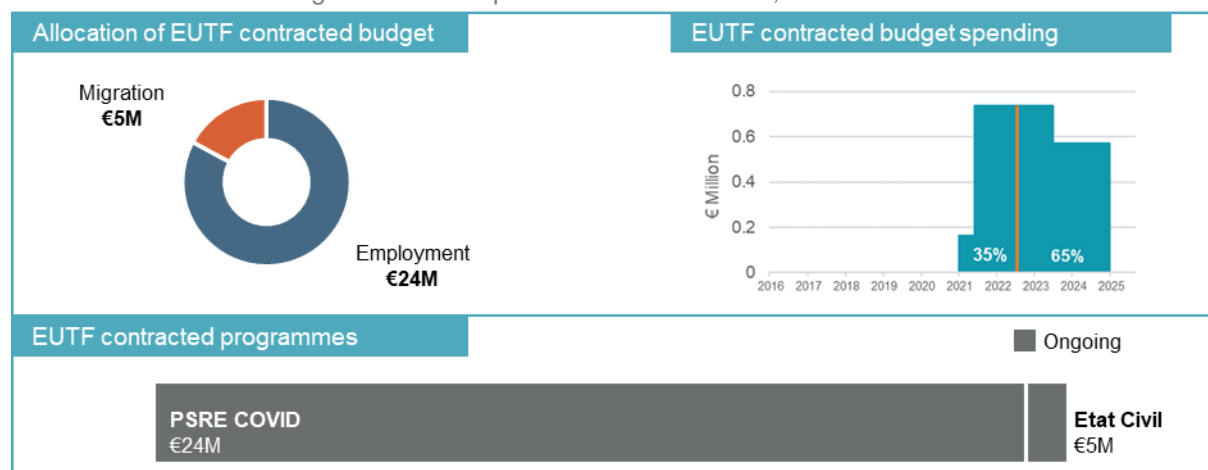 Allocation of EUTF contracted budget
Migration
€5M
Employment
€24M
EUTF contracted budget spending
€ Million
0.8
0.6
0.4
0.2
0
35%
65%
2016 2017 2018 2019 2020 2021 2022 2023 2024 2025
EUTF contracted programmes
Ongoing
PSRE COVID
€24M
Etat Civil
€5M